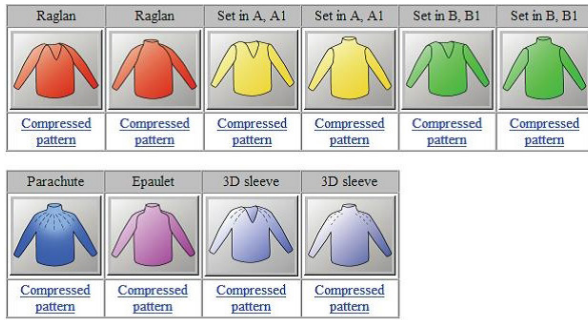 Raglan Raglan Set in A, A1 Set in A, A1 Set in B, B1 Set in B, B1
Compressed pattern Compressed pattern Compressed pattern Compressed pattern Compressed pattern Compressed pattern
Parachute Epaulet 3D sleeve 3D sleeve
Compressed pattern Compressed pattern Compressed pattern Compressed pattern